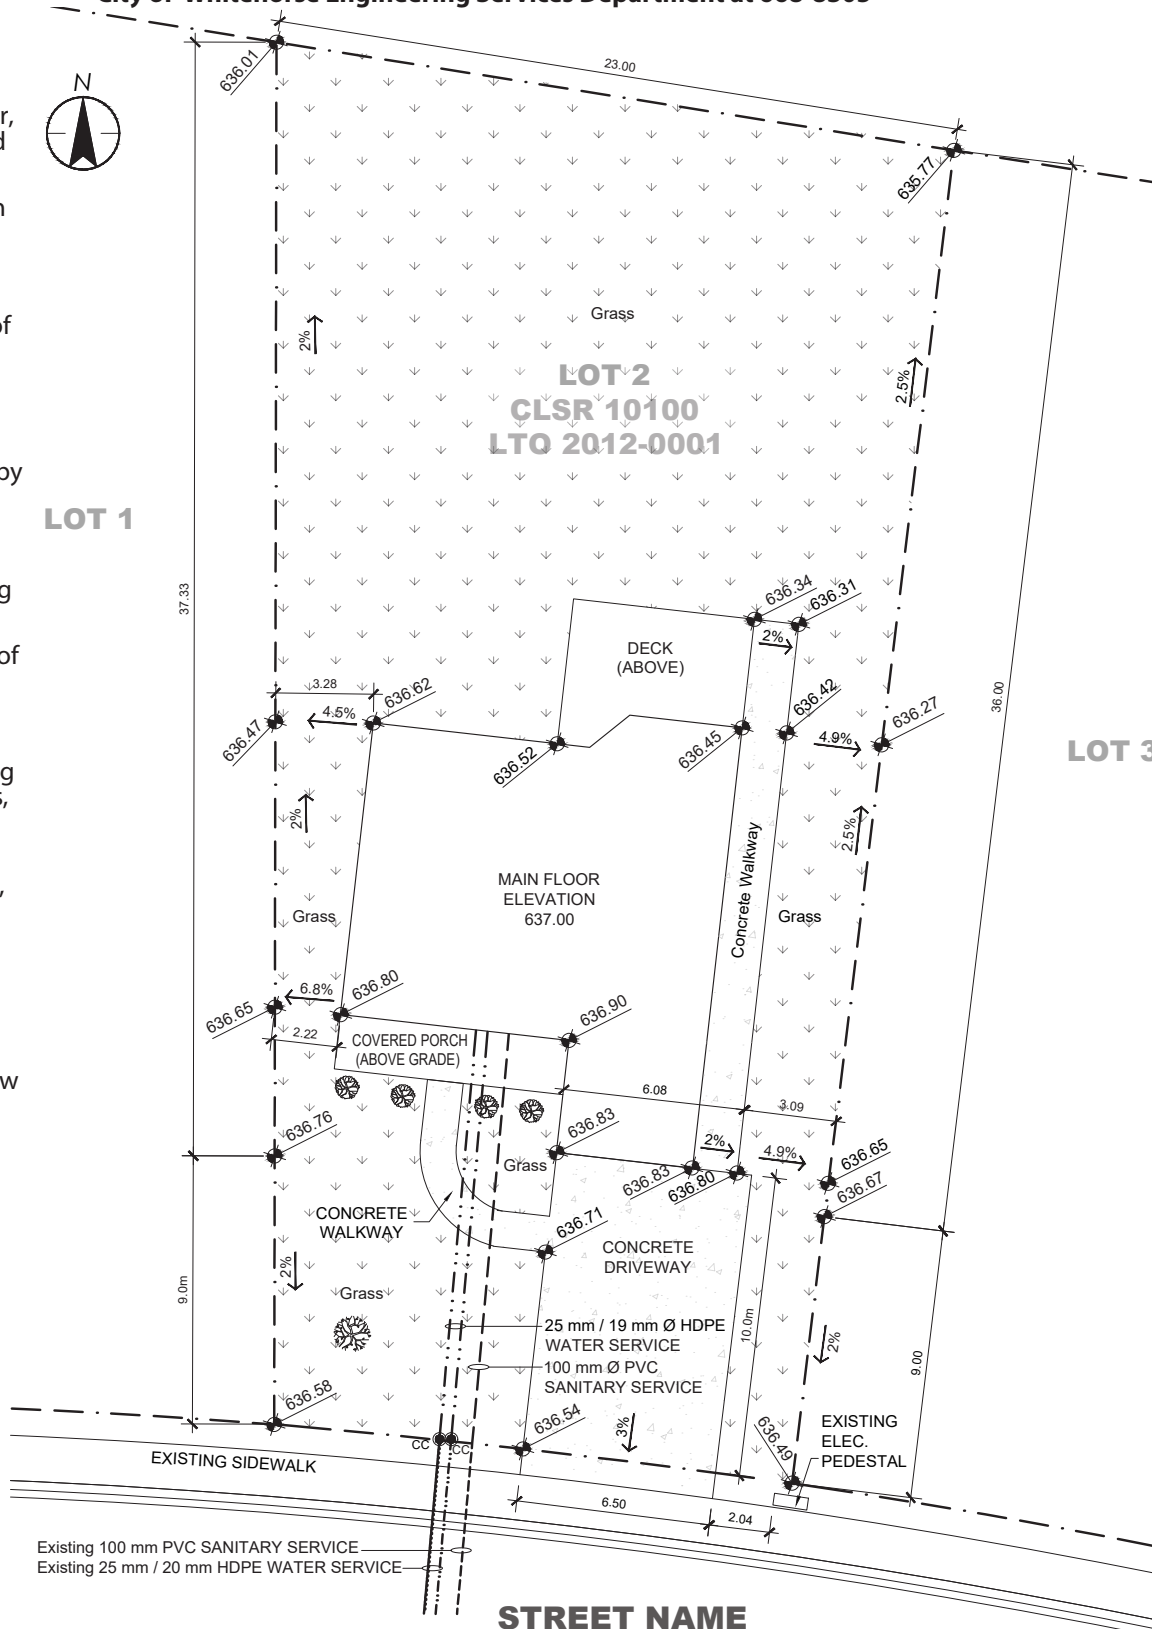 City of Whitehorse Engineering Services Department at 668-8305
636.01
23.00
N
r,
d
635.77
n
of
Grass
2%
LOT 2
CLSR 10100
LTO 2012-0001
2.5%
by
LOT 1
37.33
g
636.34
636.31
2%
DECK
(ABOVE)
of
3.28
636.62
4.5%
636.47
636.52
636.45
636.42
4.9%
636.27
36.00
LOT 3
g
s,
2%
2.5%
Concrete Walkway
MAIN FLOOR
ELEVATION
637.00
,
Grass
Grass
6.8%
636.80
636.65
2.22
COVERED PORCH
(ABOVE GRADE)
636.90
w
6.08
3.09
636.76
636.83
2%
4.9%
636.65
Grass
636.83
636.80
636.67
CONCRETE
WALKWAY
636.71
CONCRETE
DRIVEWAY
2%
9.0m
Grass
25 mm / 19 mm Ø HDPE
WATER SERVICE
100 mm Ø PVC
SANITARY SERVICE
10.0m
2%
9.00
636.58
636.54
3%
636.49
EXISTING
ELEC.
PEDESTAL
CC
CC
EXISTING SIDEWALK
6.50
2.04
Existing 100 mm PVC SANITARY SERVICE
Existing 25 mm / 20 mm HDPE WATER SERVICE
STREET NAME